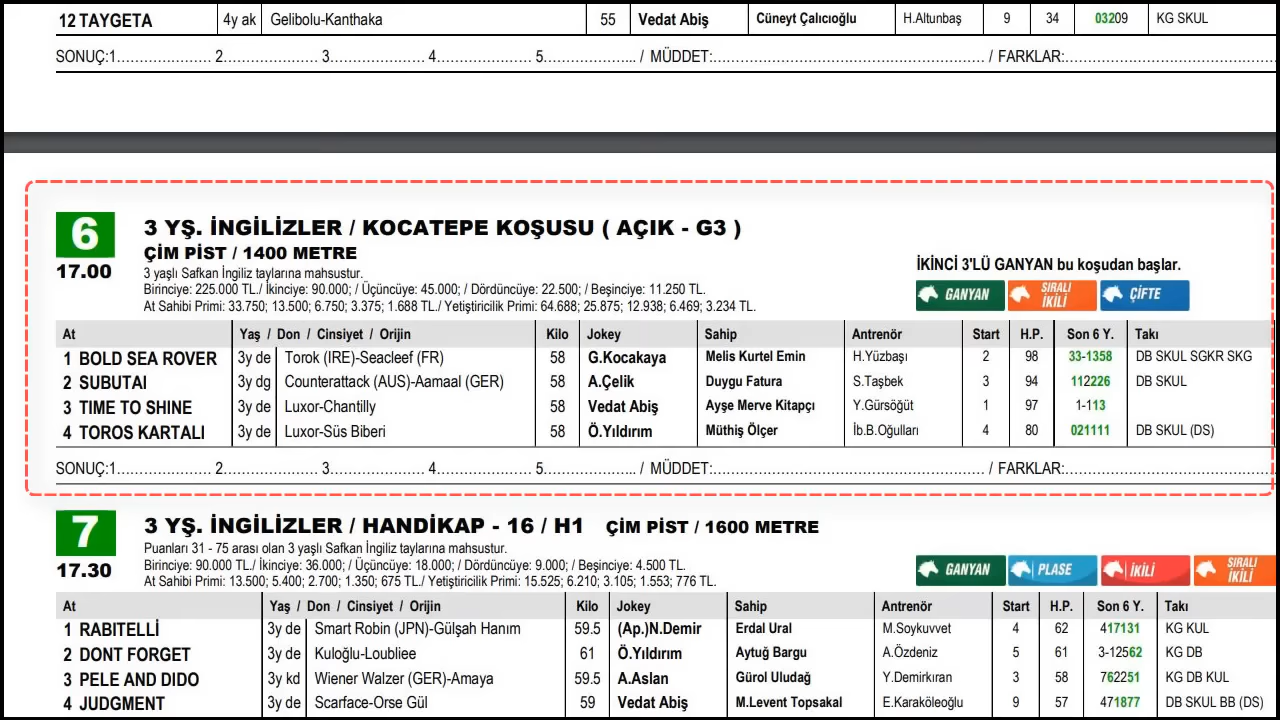 12 TAYGETA 4y ak Gelibolu-Kanthaka 55 Vedat Abiş Cüneyt Çalıcıoğlu H.Altunbaş 9 34 03209 KG SKUL
SONUÇ:1........................ 2........................ 3........................ 4........................ 5........................ / MÜDDET:................................................................ / FARKLAR:................................................
6 3 YŞ. İNGİLİZLER / KOCATEPE KOŞUSU ( AÇIK - G3 )
ÇİM PİST / 1400 METRE
17.00
3 yaşlı Safkan İngiliz taylarına mahsustur.
İKİNCİ 3'LÜ GANYAN bu koşudan başlar.
Birinciye: 225.000 TL./ İkinciye: 90.000; / Üçüncüye: 45.000; / Dördüncüye: 22.500; / Beşinciye: 11.250 TL.
GANYAN SIRALI İKİLİ ÇİFTE
At Sahibi Primi: 33.750; 13.500; 6.750; 3.375; 1.688 TL./ Yetiştiricilik Primi: 64.688; 25.875; 12.938; 6.469; 3.234 TL.
At Yaş / Don / Cinsiyet / Orijin Kilo Jokey Sahip Antrenör Start H.P. Son 6 Y. Takı
1 BOLD SEA ROVER 3y de Torok (IRE)-Seacleef (FR) 58 G.Kocakaya Melis Kurtel Emin H.Yüzbaşı 2 98 33-1358 DB SKUL SGKR SKG
2 SUBUTAI 3y dg Counterattack (AUS)-Aamaal (GER) 58 A.Çelik Duygu Fatura S.Taşbek 3 94 112226 DB SKUL
3 TIME TO SHINE 3y de Luxor-Chantilly 58 Vedat Abiş Ayşe Merve Kitapçı Y.Gürsöğüt 1 97 1-113
4 TOROS KARTALI 3y de Luxor-Süs Biberi 58 Ö.Yıldırım Müthiş Ölçer İb.B.Oğulları 4 80 021111 DB SKUL (DS)
SONUÇ:1........................ 2........................ 3........................ 4........................ 5........................ / MÜDDET:................................................................ / FARKLAR:................................................
7 3 YŞ. İNGİLİZLER / HANDİKAP - 16 / H1 ÇİM PİST / 1600 METRE
Puanları 31 - 75 arası olan 3 yaşlı Safkan İngiliz taylarına mahsustur.
17.30
Birinciye: 90.000 TL./ İkinciye: 36.000; / Üçüncüye: 18.000; / Dördüncüye: 9.000; / Beşinciye: 4.500 TL.
GANYAN PLASE İKİLİ SIRALI İKİLİ
At Sahibi Primi: 13.500; 5.400; 2.700; 1.350; 675 TL./ Yetiştiricilik Primi: 15.525; 6.210; 3.105; 1.553; 776 TL.
At Yaş / Don / Cinsiyet / Orijin Kilo Jokey Sahip Antrenör Start H.P. Son 6 Y. Takı
1 RABITELLİ 3y de Smart Robin (JPN)-Gülşah Hanım 59.5 (Ap.)N.Demir Erdal Ural M.Soykuvvet 4 62 417131 KG KUL
2 DONT FORGET 3y de Kuloğlu-Loubliee 61 Ö.Yıldırım Aytuğ Bargu A.Özdeniz 5 61 3-12562 KG DB
3 PELE AND DIDO 3y kd Wiener Walzer (GER)-Amaya 59.5 A.Aslan Gürol Uludağ Y.Demirkıran 3 58 762251 KG DB KUL
4 JUDGMENT 3y de Scarface-Orse Gül 59 Vedat Abiş M.Levent Topsakal E.Karaköleoğlu 9 57 471877 DB SKUL BB (DS)